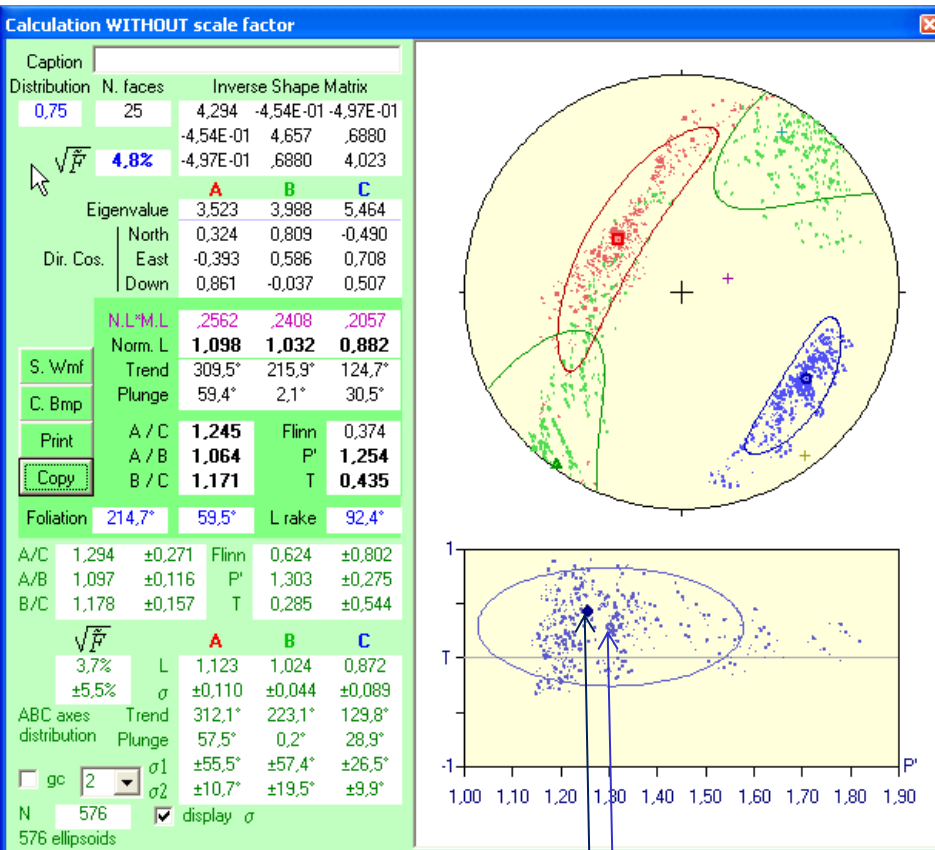 Calculation WITHOUT scale factor
Caption
Distribution N. faces Inverse Shape Matrix
0,75 25 4,294 -4,54E-01 -4,97E-01
-4,54E-01 4,657 ,6880
√F̃ 4,8% -4,97E-01 ,6880 4,023
A B C
Eigenvalue 3,523 3,988 5,464
North 0,324 0,809 -0,490
Dir. Cos. East -0,393 0,586 0,708
Down 0,861 -0,037 0,507
N.L*M.L ,2562 ,2408 ,2057
Norm. L 1,098 1,032 0,882
S. Wmf Trend 309,5° 215,9° 124,7°
C. Bmp Plunge 59,4° 2,1° 30,5°
Print A / C 1,245 Flinn 0,374
A / B 1,064 P' 1,254
Copy B / C 1,171 T 0,435
Foliation 214,7° 59,5° L rake 92,4°
A/C 1,294 ±0,271 Flinn 0,624 ±0,802
A/B 1,097 ±0,116 P' 1,303 ±0,275
B/C 1,178 ±0,157 T 0,285 ±0,544
√F̃ A B C
3,7% L 1,123 1,024 0,872
±5,5% σ ±0,110 ±0,044 ±0,089
ABC axes Trend 312,1° 223,1° 129,8°
distribution Plunge 57,5° 0,2° 28,9°
gc 2 σ1 ±55,5° ±57,4° ±26,5°
σ2 ±10,7° ±19,5° ±9,9°
N 576 display σ
576 ellipsoids
1
T
-1
P'
1,00 1,10 1,20 1,30 1,40 1,50 1,60 1,70 1,80 1,90